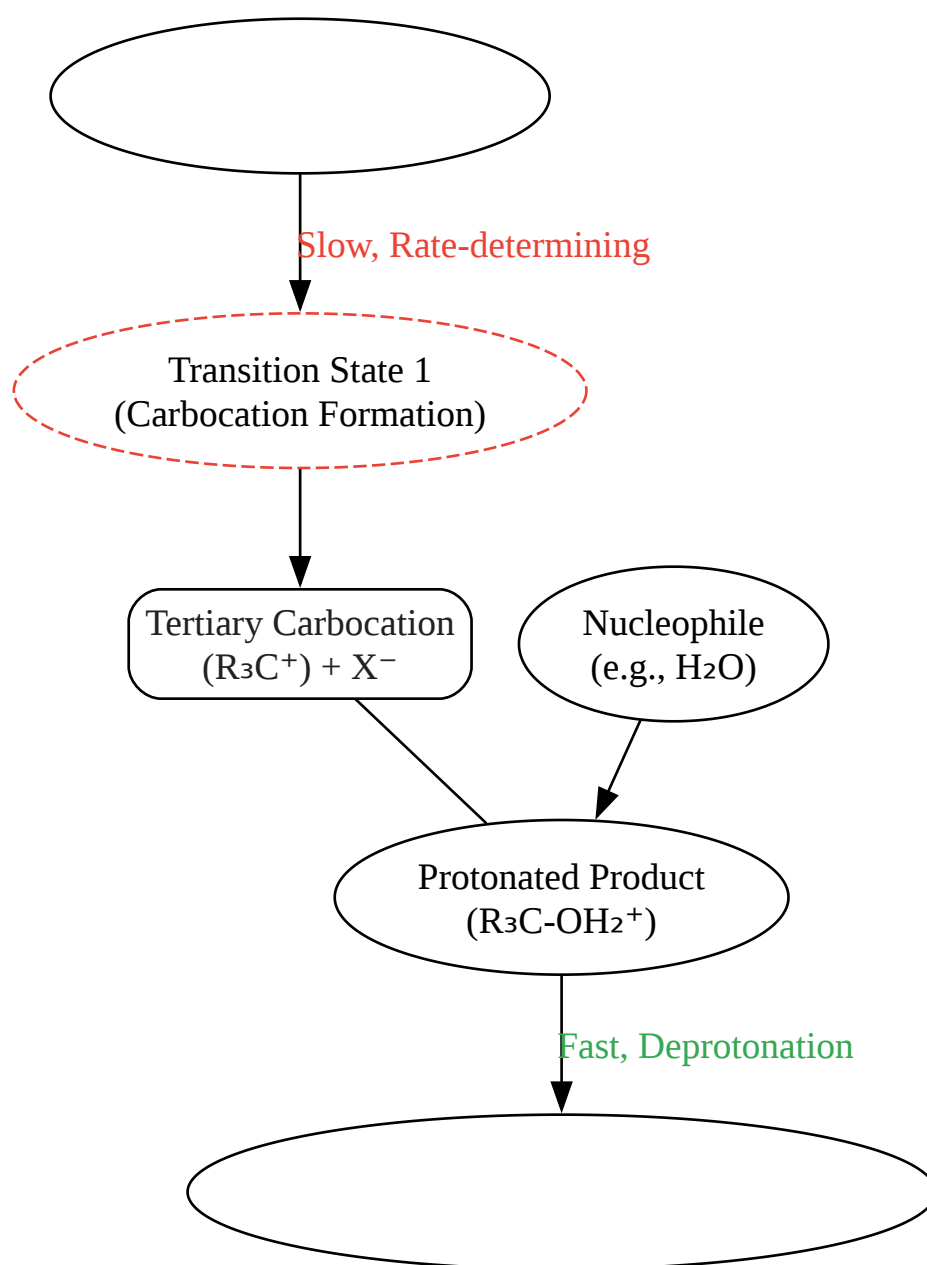 Slow, Rate-determining
Transition State 1
(Carbocation Formation)
Tertiary Carbocation
(R₃C⁺) + X⁻
Nucleophile
(e.g., H₂O)
Protonated Product
(R₃C-OH₂⁺)
Fast, Deprotonation